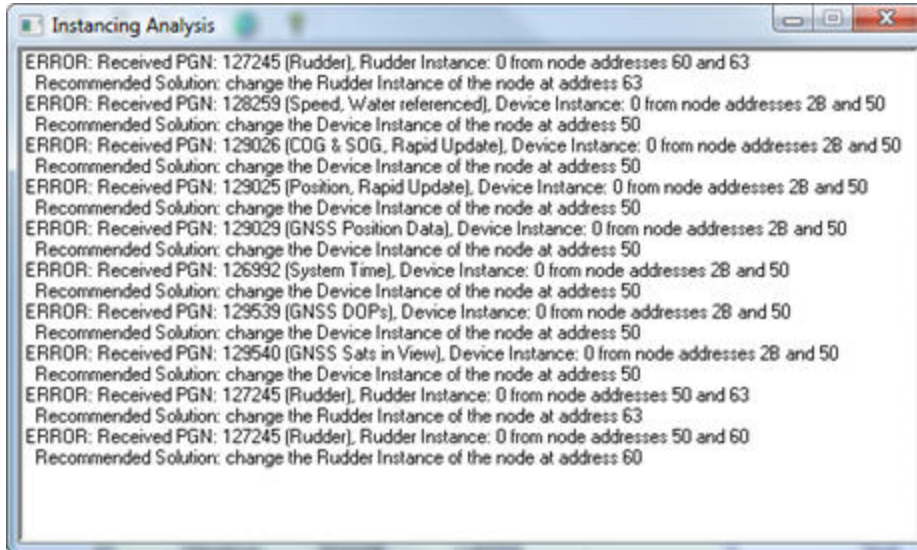 Instancing Analysis
ERROR: Received PGN: 127245 (Rudder), Rudder Instance: 0 from node addresses 60 and 63
Recommended Solution: change the Rudder Instance of the node at address 63
ERROR: Received PGN: 128259 (Speed, Water referenced), Device Instance: 0 from node addresses 2B and 50
Recommended Solution: change the Device Instance of the node at address 50
ERROR: Received PGN: 129026 (COG & SOG, Rapid Update), Device Instance: 0 from node addresses 2B and 50
Recommended Solution: change the Device Instance of the node at address 50
ERROR: Received PGN: 129025 (Position, Rapid Update), Device Instance: 0 from node addresses 2B and 50
Recommended Solution: change the Device Instance of the node at address 50
ERROR: Received PGN: 129029 (GNSS Position Data), Device Instance: 0 from node addresses 2B and 50
Recommended Solution: change the Device Instance of the node at address 50
ERROR: Received PGN: 126992 (System Time), Device Instance: 0 from node addresses 2B and 50
Recommended Solution: change the Device Instance of the node at address 50
ERROR: Received PGN: 129539 (GNSS DOPs), Device Instance: 0 from node addresses 2B and 50
Recommended Solution: change the Device Instance of the node at address 50
ERROR: Received PGN: 129540 (GNSS Sats in View), Device Instance: 0 from node addresses 2B and 50
Recommended Solution: change the Device Instance of the node at address 50
ERROR: Received PGN: 127245 (Rudder), Rudder Instance: 0 from node addresses 50 and 63
Recommended Solution: change the Rudder Instance of the node at address 63
ERROR: Received PGN: 127245 (Rudder), Rudder Instance: 0 from node addresses 50 and 60
Recommended Solution: change the Rudder Instance of the node at address 60